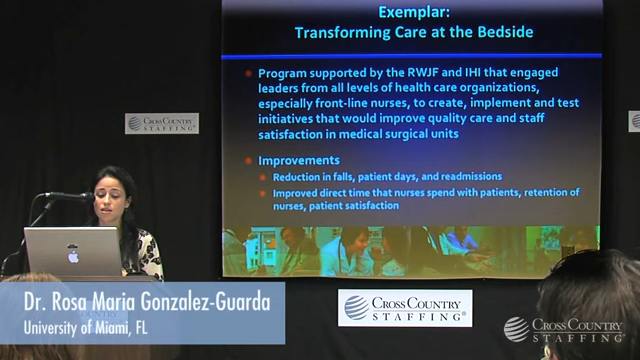 Exemplar:
Transforming Care at the Bedside
Program supported by the RWJF and IHI that engaged
leaders from all levels of health care organizations,
especially front-line nurses, to create, implement and test
initiatives that would improve quality care and staff
satisfaction in medical surgical units
Improvements
Reduction in falls, patient days, and readmissions
Improved direct time that nurses spend with patients, retention of
nurses, patient satisfaction
CROSS COUNTRY
STAFFING®
Dr. Rosa Maria Gonzalez-Guarda
University of Miami, FL
CROSS COUNTRY
STAFFING®
CROSS COUNTRY
STAFFING®